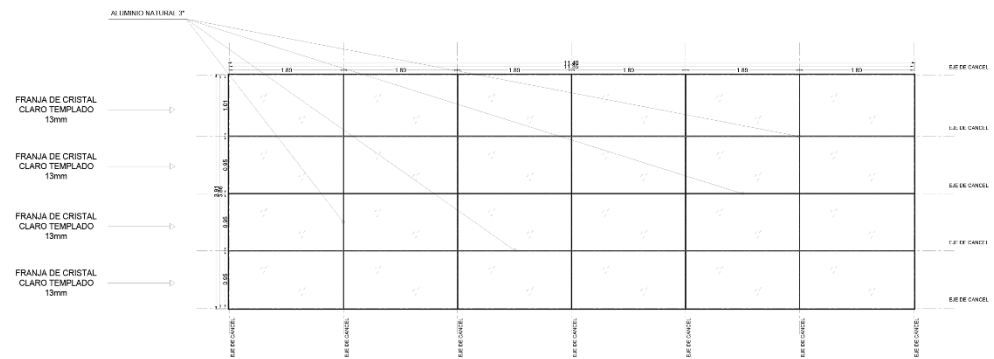 ALUMINIO NATURAL 3"
1.80 1.80 1.80 1.80 1.80 1.80
EJE DE CANCEL
FRANJA DE CRISTAL
CLARO TEMPLADO
13mm
1.01
EJE DE CANCEL
FRANJA DE CRISTAL
CLARO TEMPLADO
13mm
0.95
EJE DE CANCEL
FRANJA DE CRISTAL
CLARO TEMPLADO
13mm
0.95
EJE DE CANCEL
FRANJA DE CRISTAL
CLARO TEMPLADO
13mm
EJE DE CANCEL
EJE DE CANCEL
EJE DE CANCEL
EJE DE CANCEL
EJE DE CANCEL
EJE DE CANCEL
EJE DE CANCEL
EJE DE CANCEL